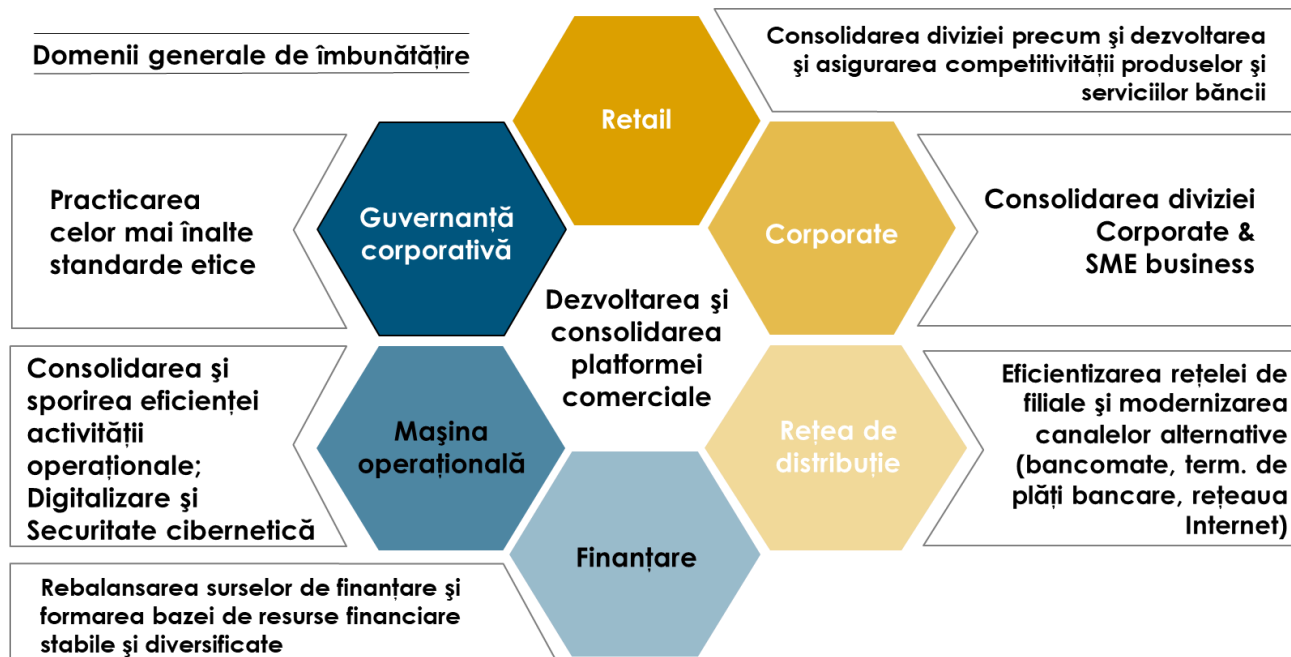 Domenii generale de îmbunătățire
Consolidarea diviziei precum şi dezvoltarea
şi asigurarea competitivității produselor şi
serviciilor băncii
Retail
Guvernanță
corporativă
Practicarea
celor mai înalte
standarde etice
Corporate
Consolidarea diviziei
Corporate &
SME business
Dezvoltarea şi
consolidarea
platformei
comerciale
Consolidarea şi
sporirea eficienței
activității
operaționale;
Digitalizare şi
Securitate cibernetică
Maşina
operațională
Rețea de
distribuție
Eficientizarea rețelei de
filiale şi modernizarea
canalelor alternative
(bancomate, term. de
plăți bancare, rețeaua
Internet)
Finanțare
Rebalansarea surselor de finanțare şi
formarea bazei de resurse financiare
stabile şi diversificate